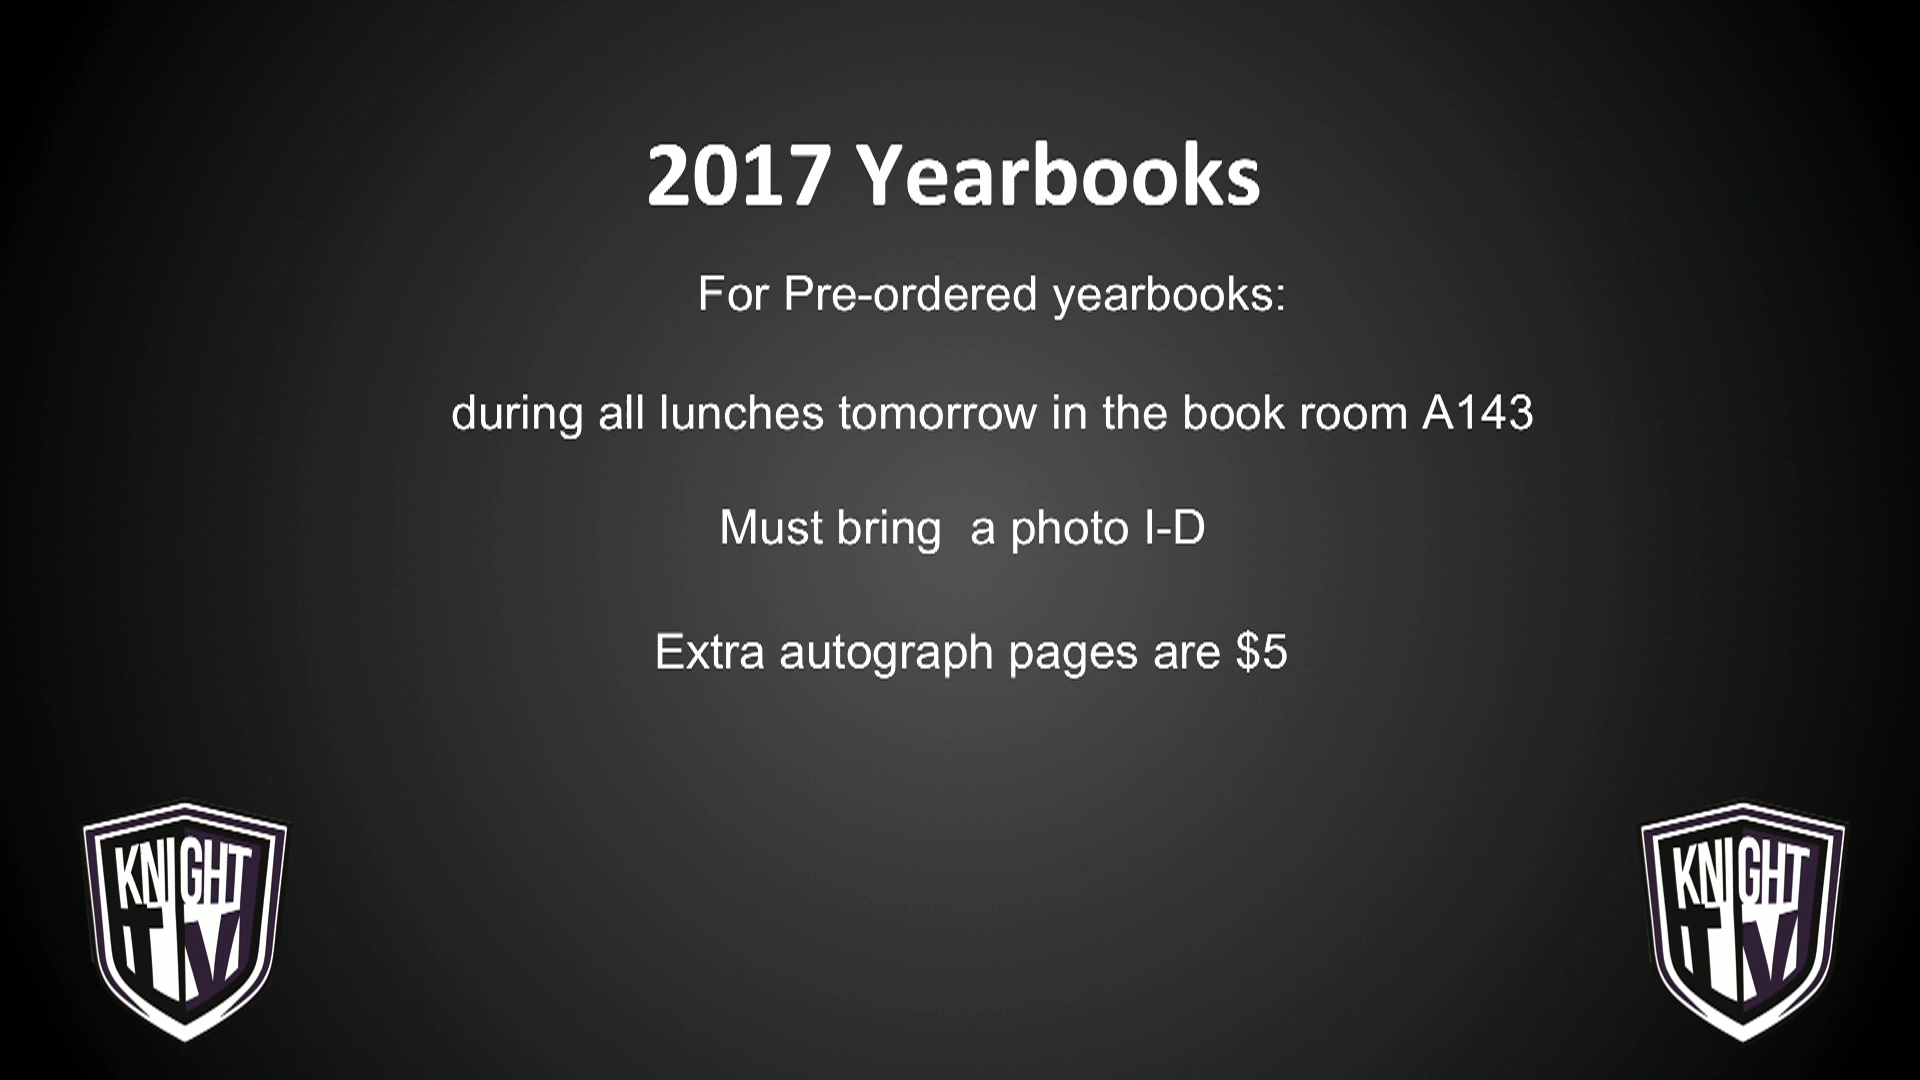 2017 Yearbooks
For Pre-ordered yearbooks:
during all lunches tomorrow in the book room A143
Must bring  a photo I-D
Extra autograph pages are $5
KNIGHT
TV
KNIGHT
TV